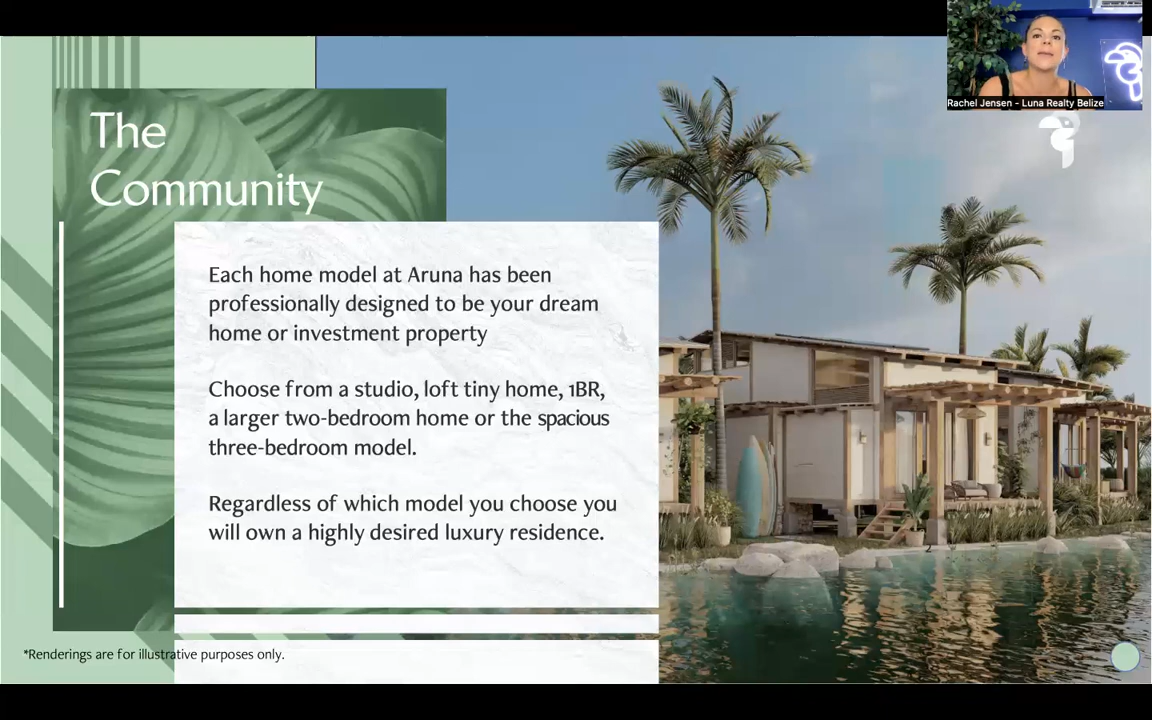 Rachel Jensen - Luna Realty Belize
The
Community
Each home model at Aruna has been
professionally designed to be your dream
home or investment property
Choose from a studio, loft tiny home, 1BR,
a larger two-bedroom home or the spacious
three-bedroom model.
Regardless of which model you choose you
will own a highly desired luxury residence.
*Renderings are for illustrative purposes only.